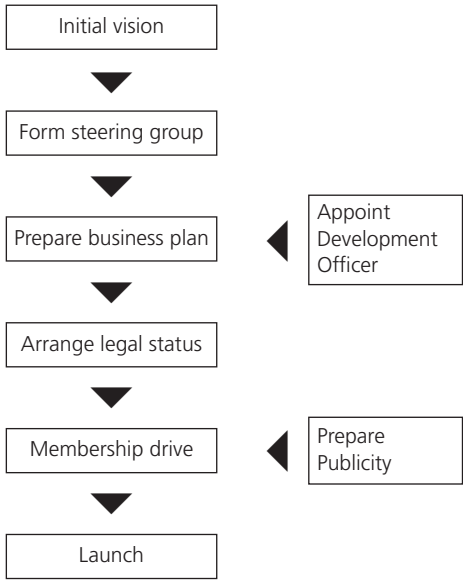 Initial vision
Form steering group
Prepare business plan
Appoint
Development
Officer
Arrange legal status
Membership drive
Prepare
Publicity
Launch